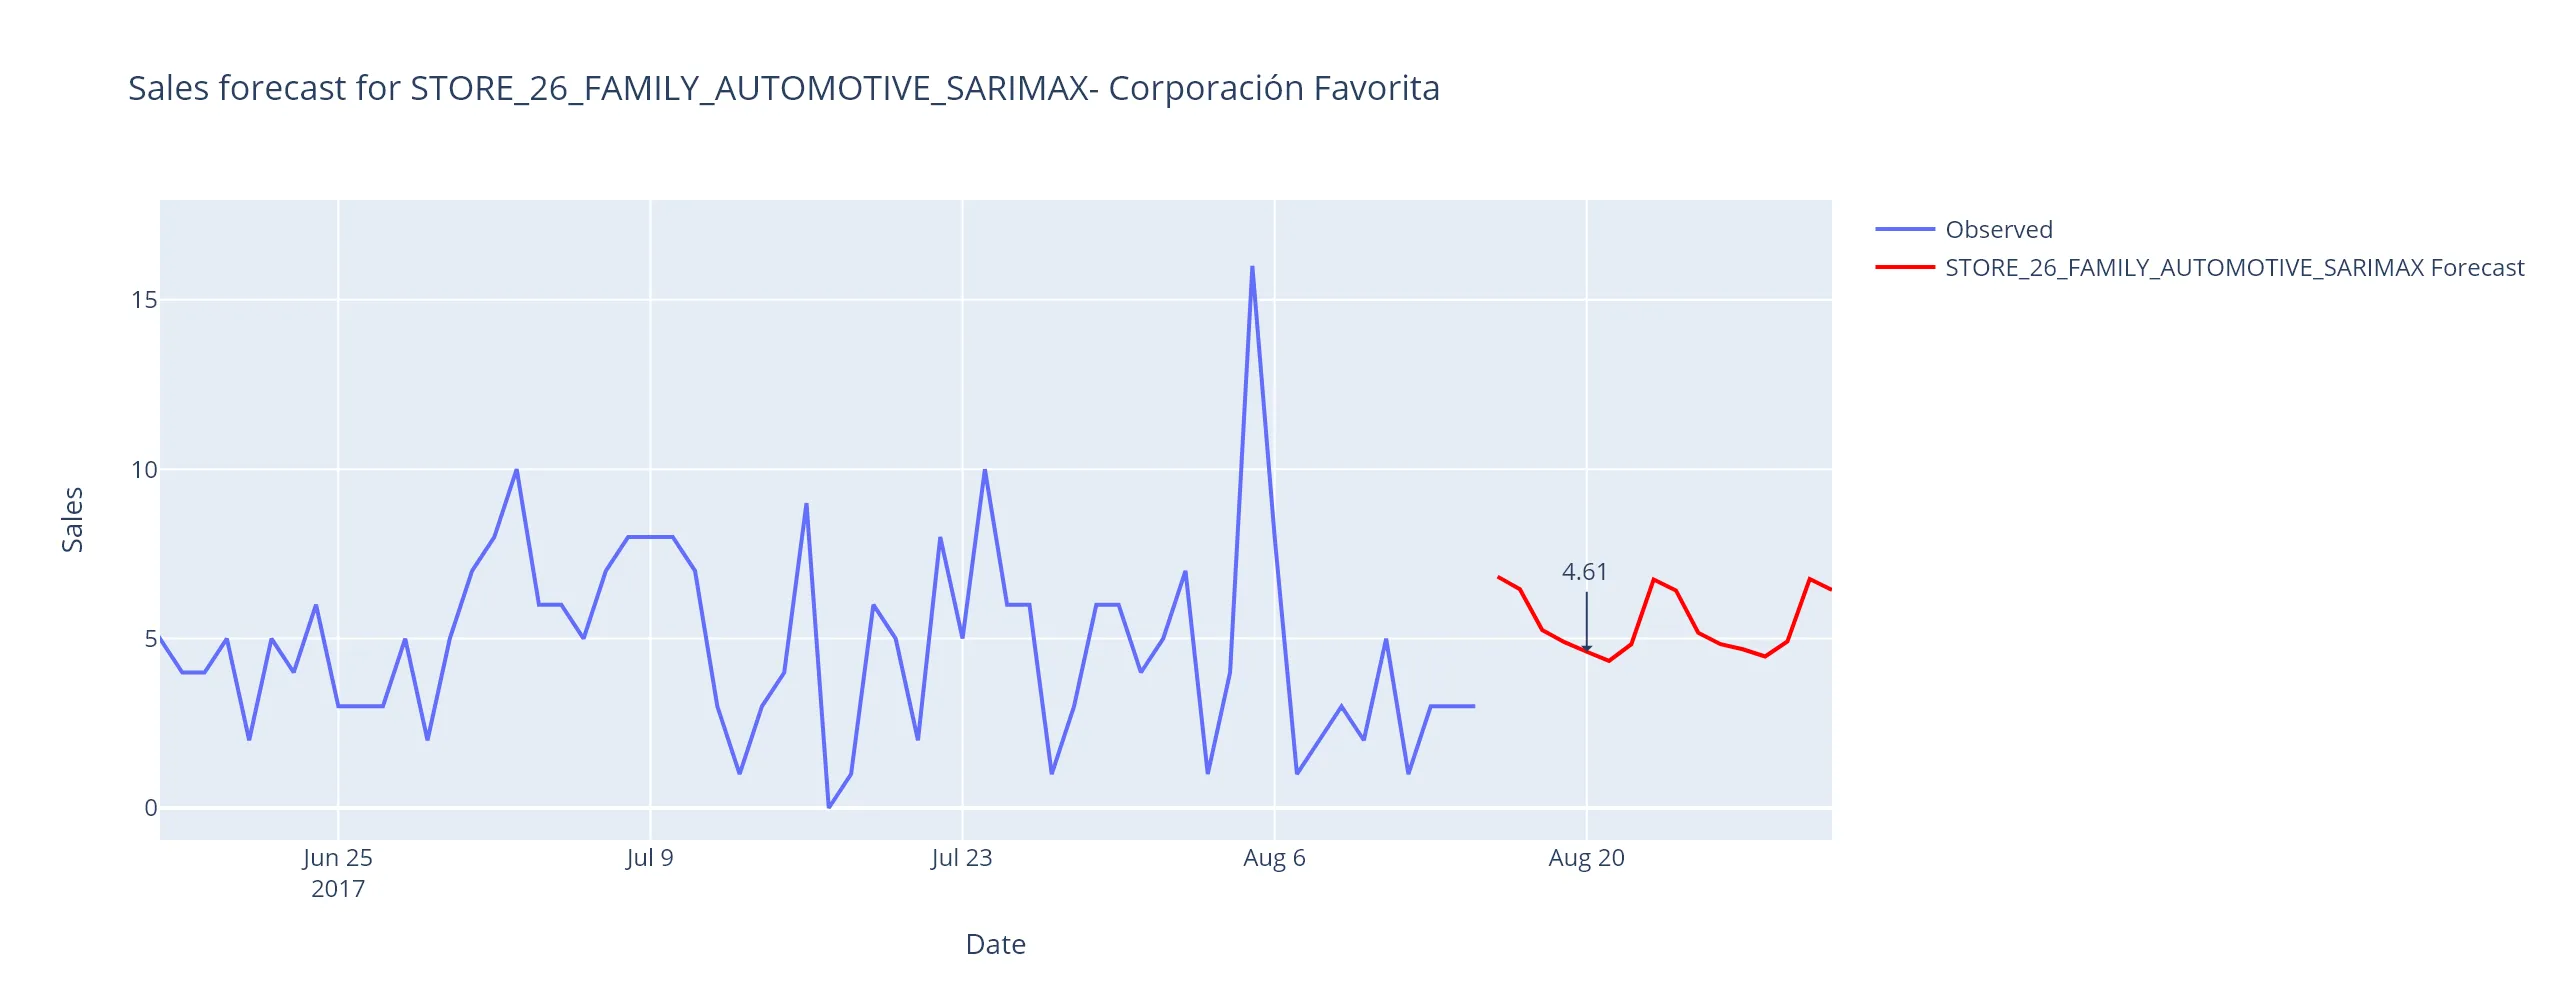 Sales forecast for STORE_26_FAMILY_AUTOMOTIVE_SARIMAX- Corporación Favorita
Observed
STORE_26_FAMILY_AUTOMOTIVE_SARIMAX Forecast
15
10
5
0
Sales
4.61
Jun 25
2017
Jul 9
Jul 23
Aug 6
Aug 20
Date